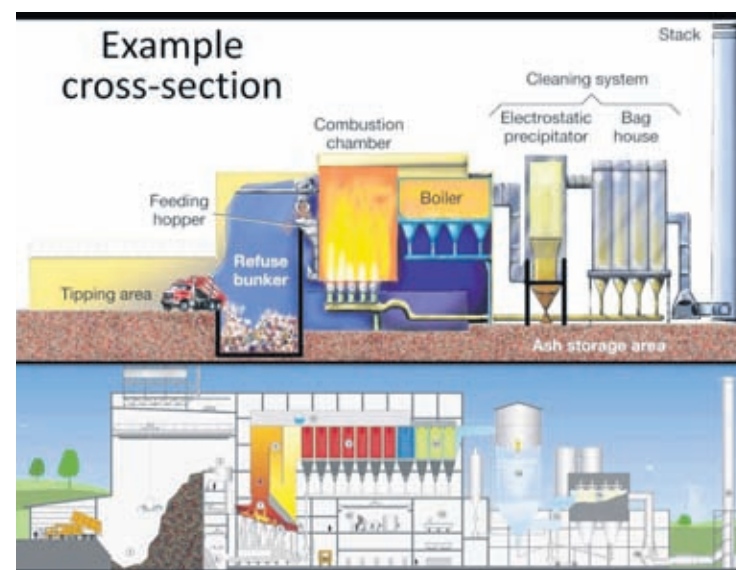 Example
cross-section
Stack
Cleaning system
Electrostatic
precipitator
Bag
house
Combustion
chamber
Boiler
Feeding
hopper
Refuse
bunker
Tipping area
Ash storage area